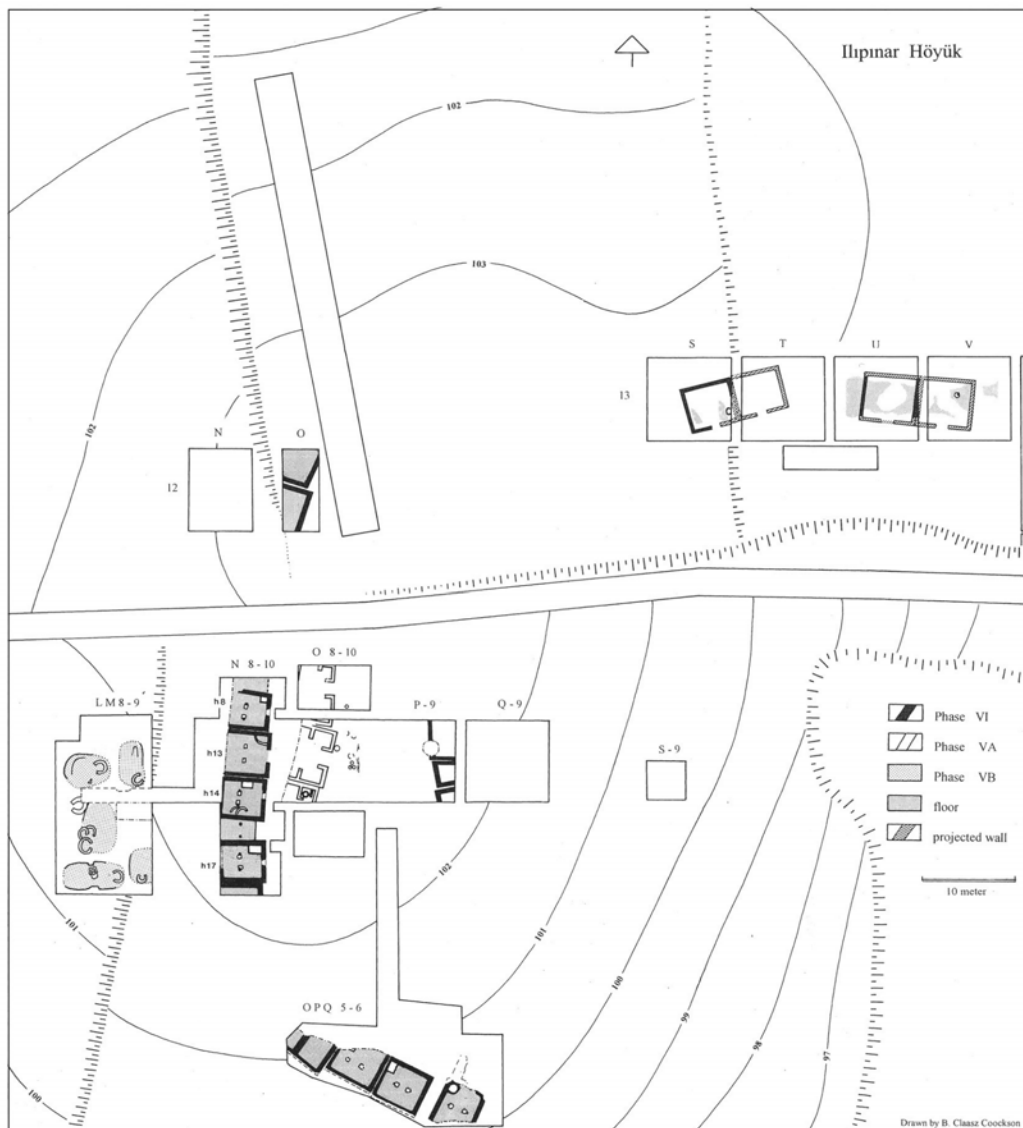 Ilıpınar Höyük
102
103
S T U V
13
102
N O
12
N 8-10
O 8-10
LM 8-9
h8
P-9
Q-9
h13
S-9
h14
h17
Phase VI
Phase VA
Phase VB
floor
projected wall
10 meter
102
101
101
100
OPQ 5-6
99
98
97
100
Drawn by B. Claasz Coockson